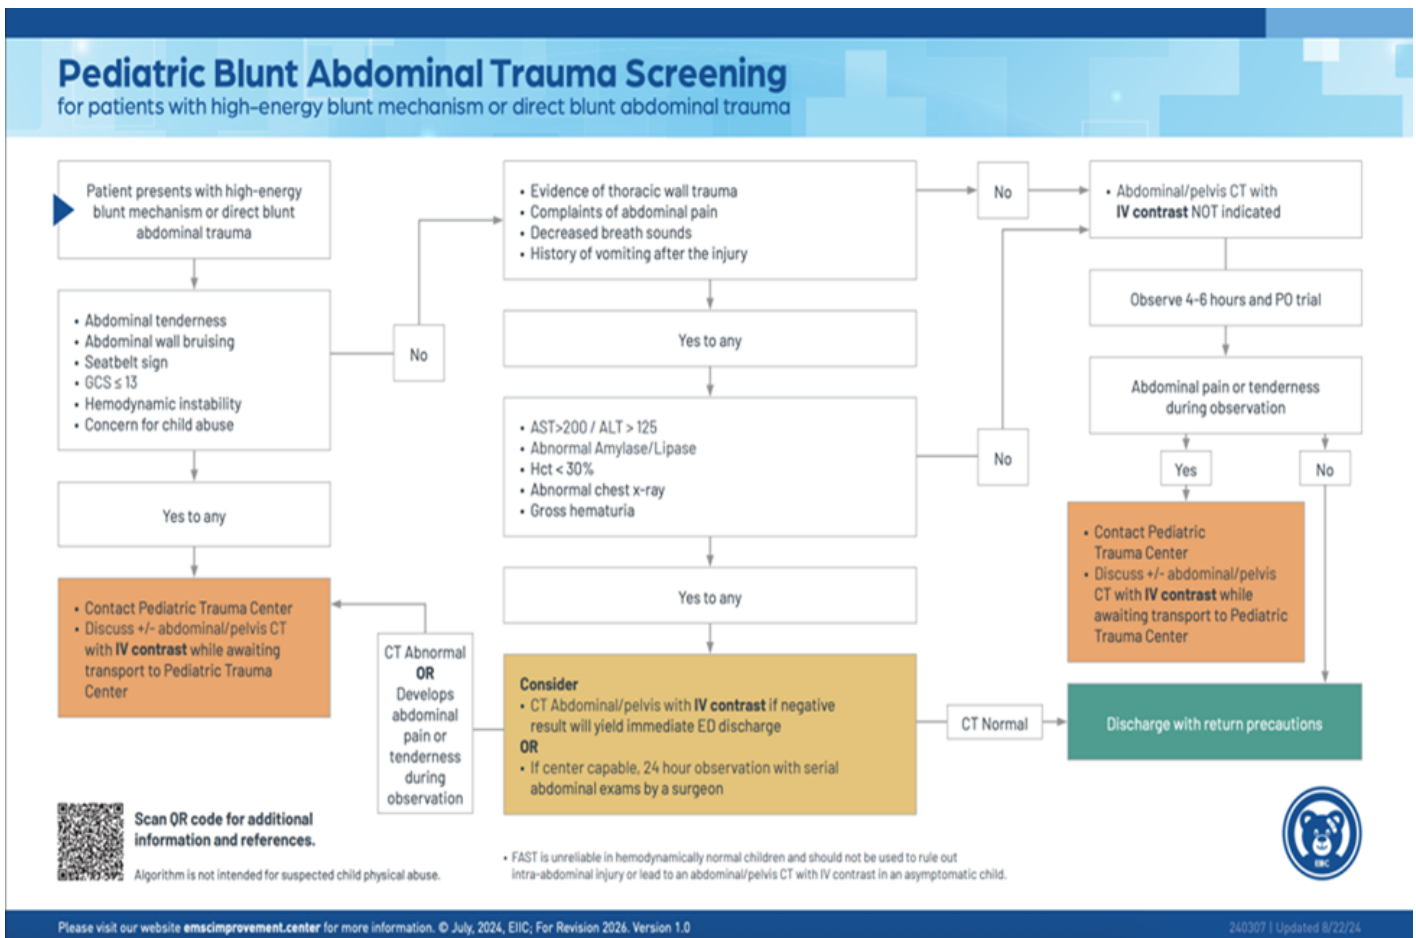 Pediatric Blunt Abdominal Trauma Screening
for patients with high-energy blunt mechanism or direct blunt abdominal trauma
Patient presents with high-energy
blunt mechanism or direct blunt
abdominal trauma
• Abdominal tenderness
• Abdominal wall bruising
• Seatbelt sign
• GCS ≤ 13
• Hemodynamic instability
• Concern for child abuse
No
Yes to any
• Contact Pediatric Trauma Center
• Discuss +/- abdominal/pelvis CT
with IV contrast while awaiting
transport to Pediatric Trauma
Center
• Evidence of thoracic wall trauma
• Complaints of abdominal pain
• Decreased breath sounds
• History of vomiting after the injury
No
Yes to any
• AST>200 / ALT > 125
• Abnormal Amylase/Lipase
• Hct < 30%
• Abnormal chest x-ray
• Gross hematuria
No
Yes to any
Consider
• CT Abdominal/pelvis with IV contrast if negative
result will yield immediate ED discharge
OR
• If center capable, 24 hour observation with serial
abdominal exams by a surgeon
CT Abnormal
OR
Develops
abdominal
pain or
tenderness
during
observation
CT Normal
• Abdominal/pelvis CT with
IV contrast NOT indicated
Observe 4-6 hours and PO trial
Abdominal pain or tenderness
during observation
Yes
No
• Contact Pediatric
Trauma Center
• Discuss +/- abdominal/pelvis
CT with IV contrast while
awaiting transport to Pediatric
Trauma Center
Discharge with return precautions
Scan QR code for additional
information and references.
Algorithm is not intended for suspected child physical abuse.
• FAST is unreliable in hemodynamically normal children and should not be used to rule out
intra-abdominal injury or lead to an abdominal/pelvis CT with IV contrast in an asymptomatic child.
EIIC
Please visit our website emscimprovement.center for more information. © July, 2024, EIIC; For Revision 2026. Version 1.0
240307 | Updated 8/22/24